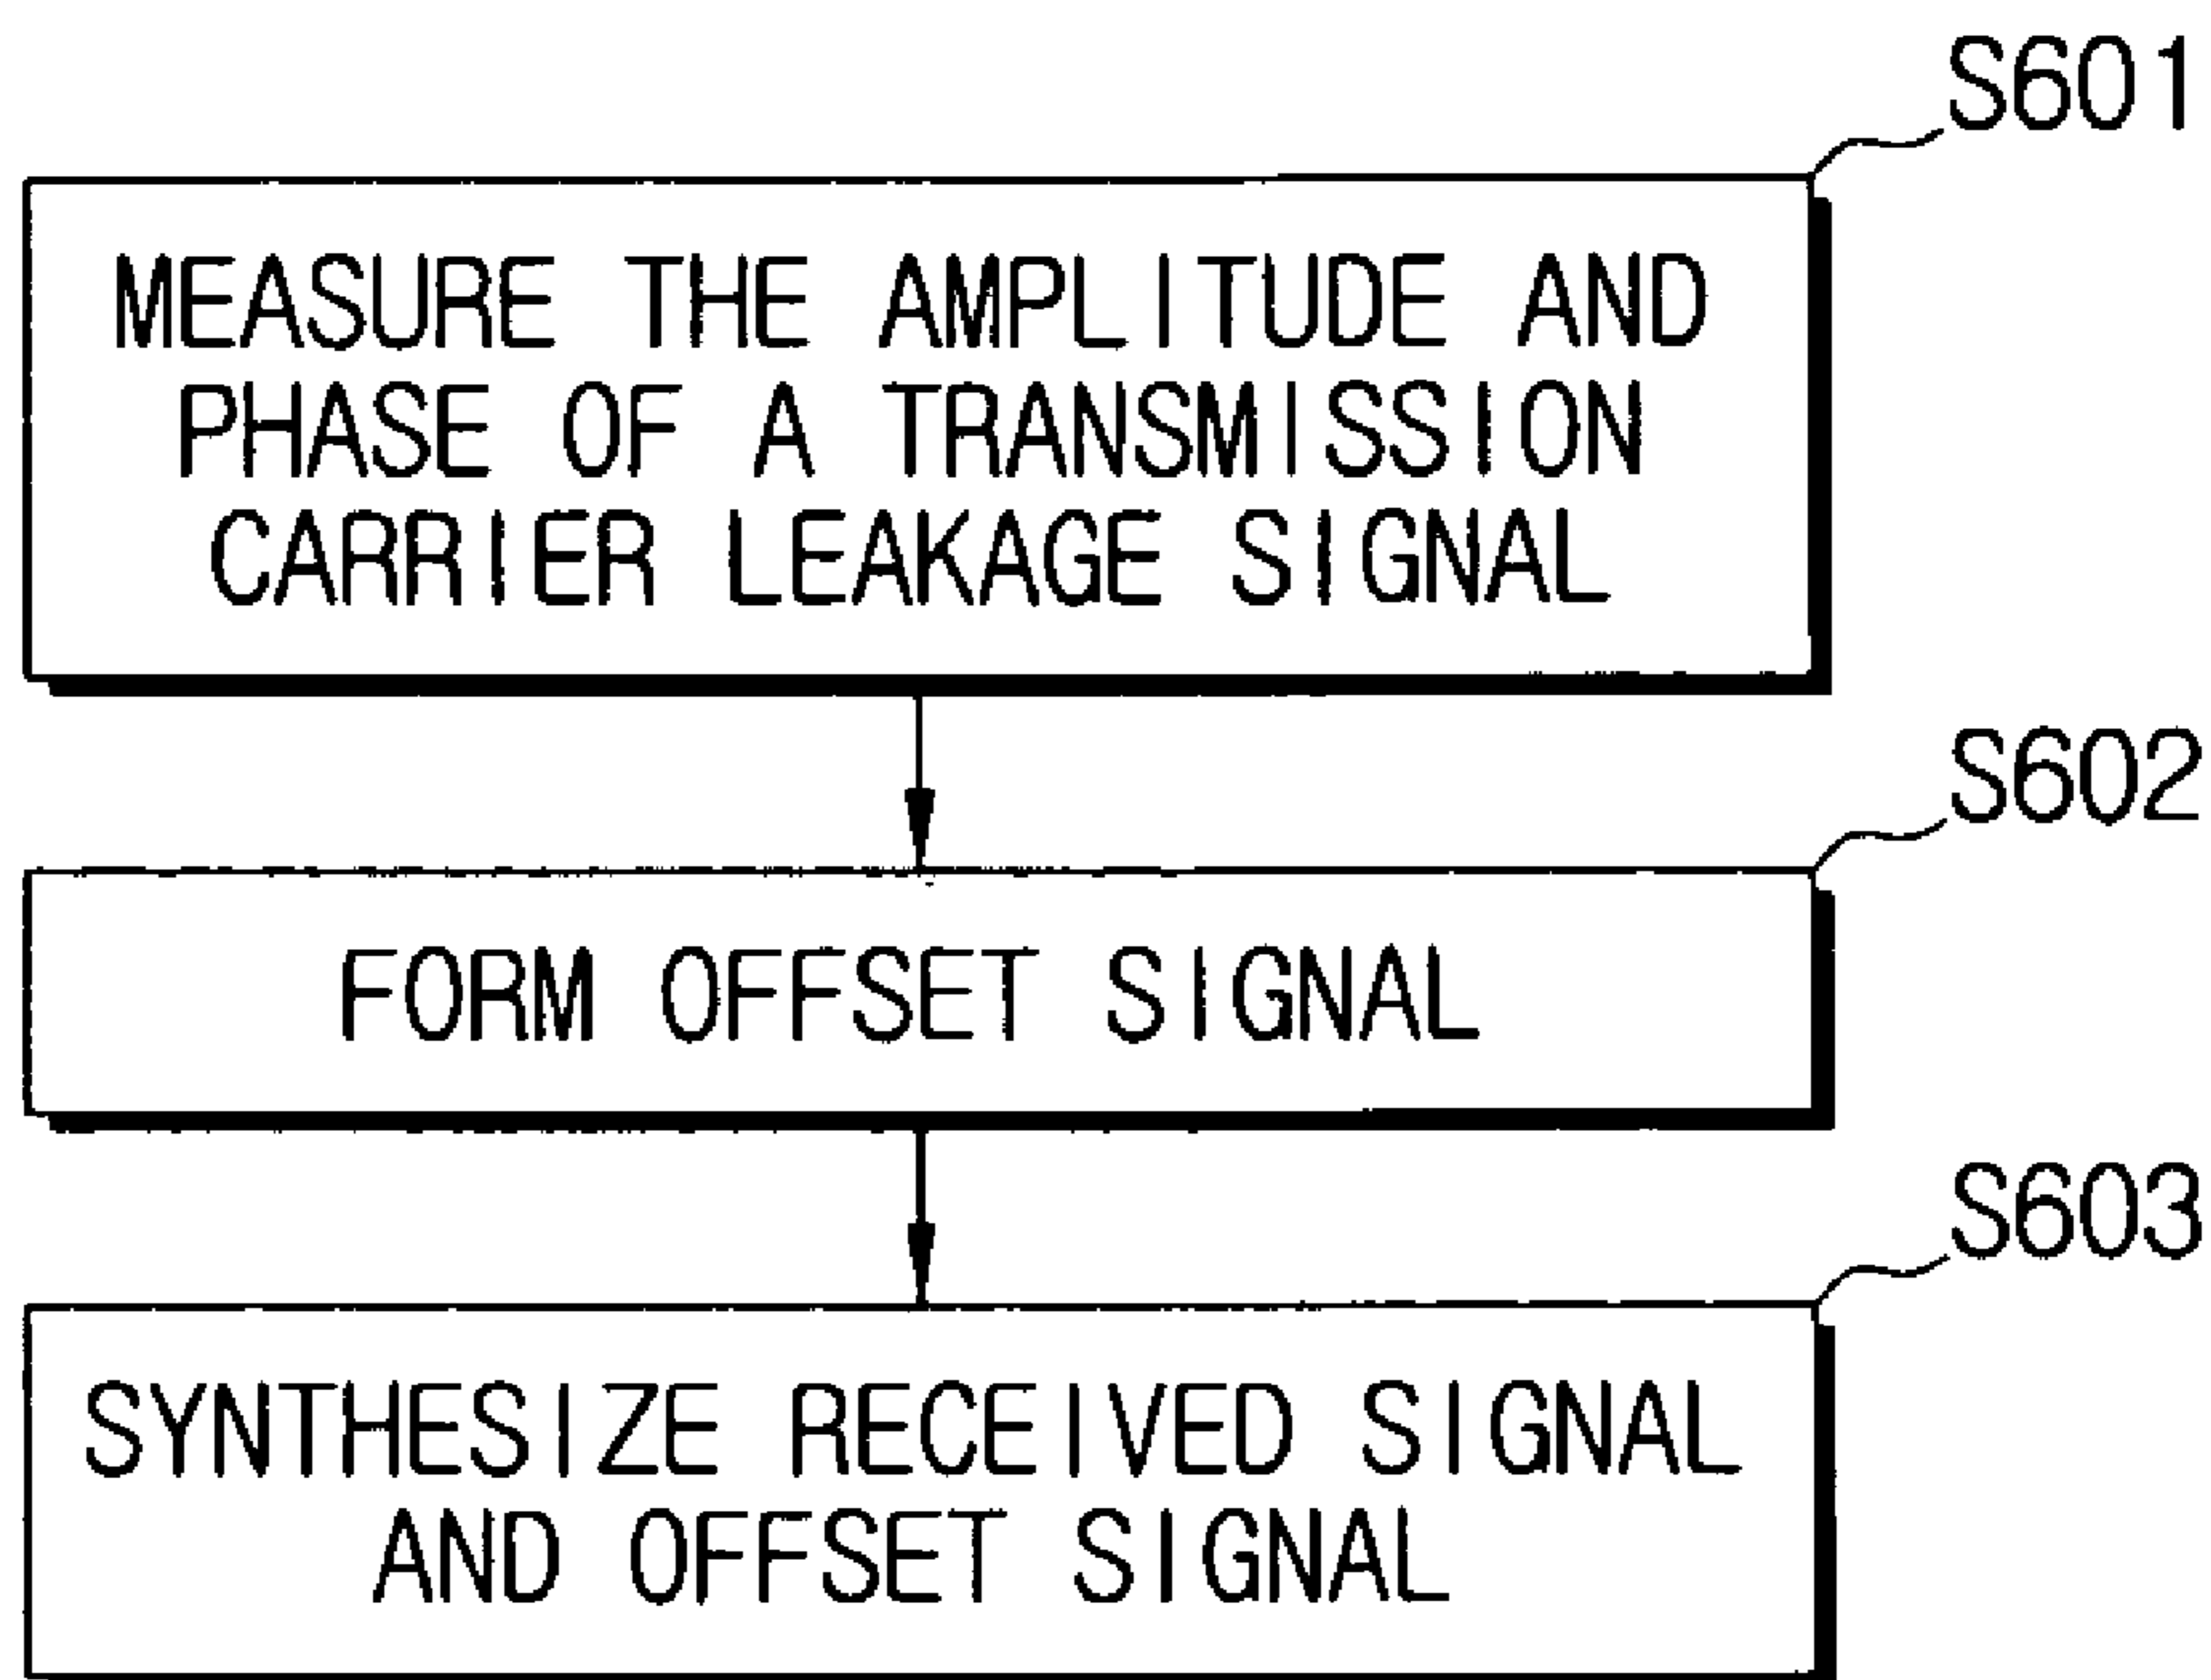 S601
MEASURE THE AMPLITUDE AND
PHASE OF A TRANSMISSION
CARRIER LEAKAGE SIGNAL
S602
FORM OFFSET SIGNAL
S603
SYNTHESIZE RECEIVED SIGNAL
AND OFFSET SIGNAL